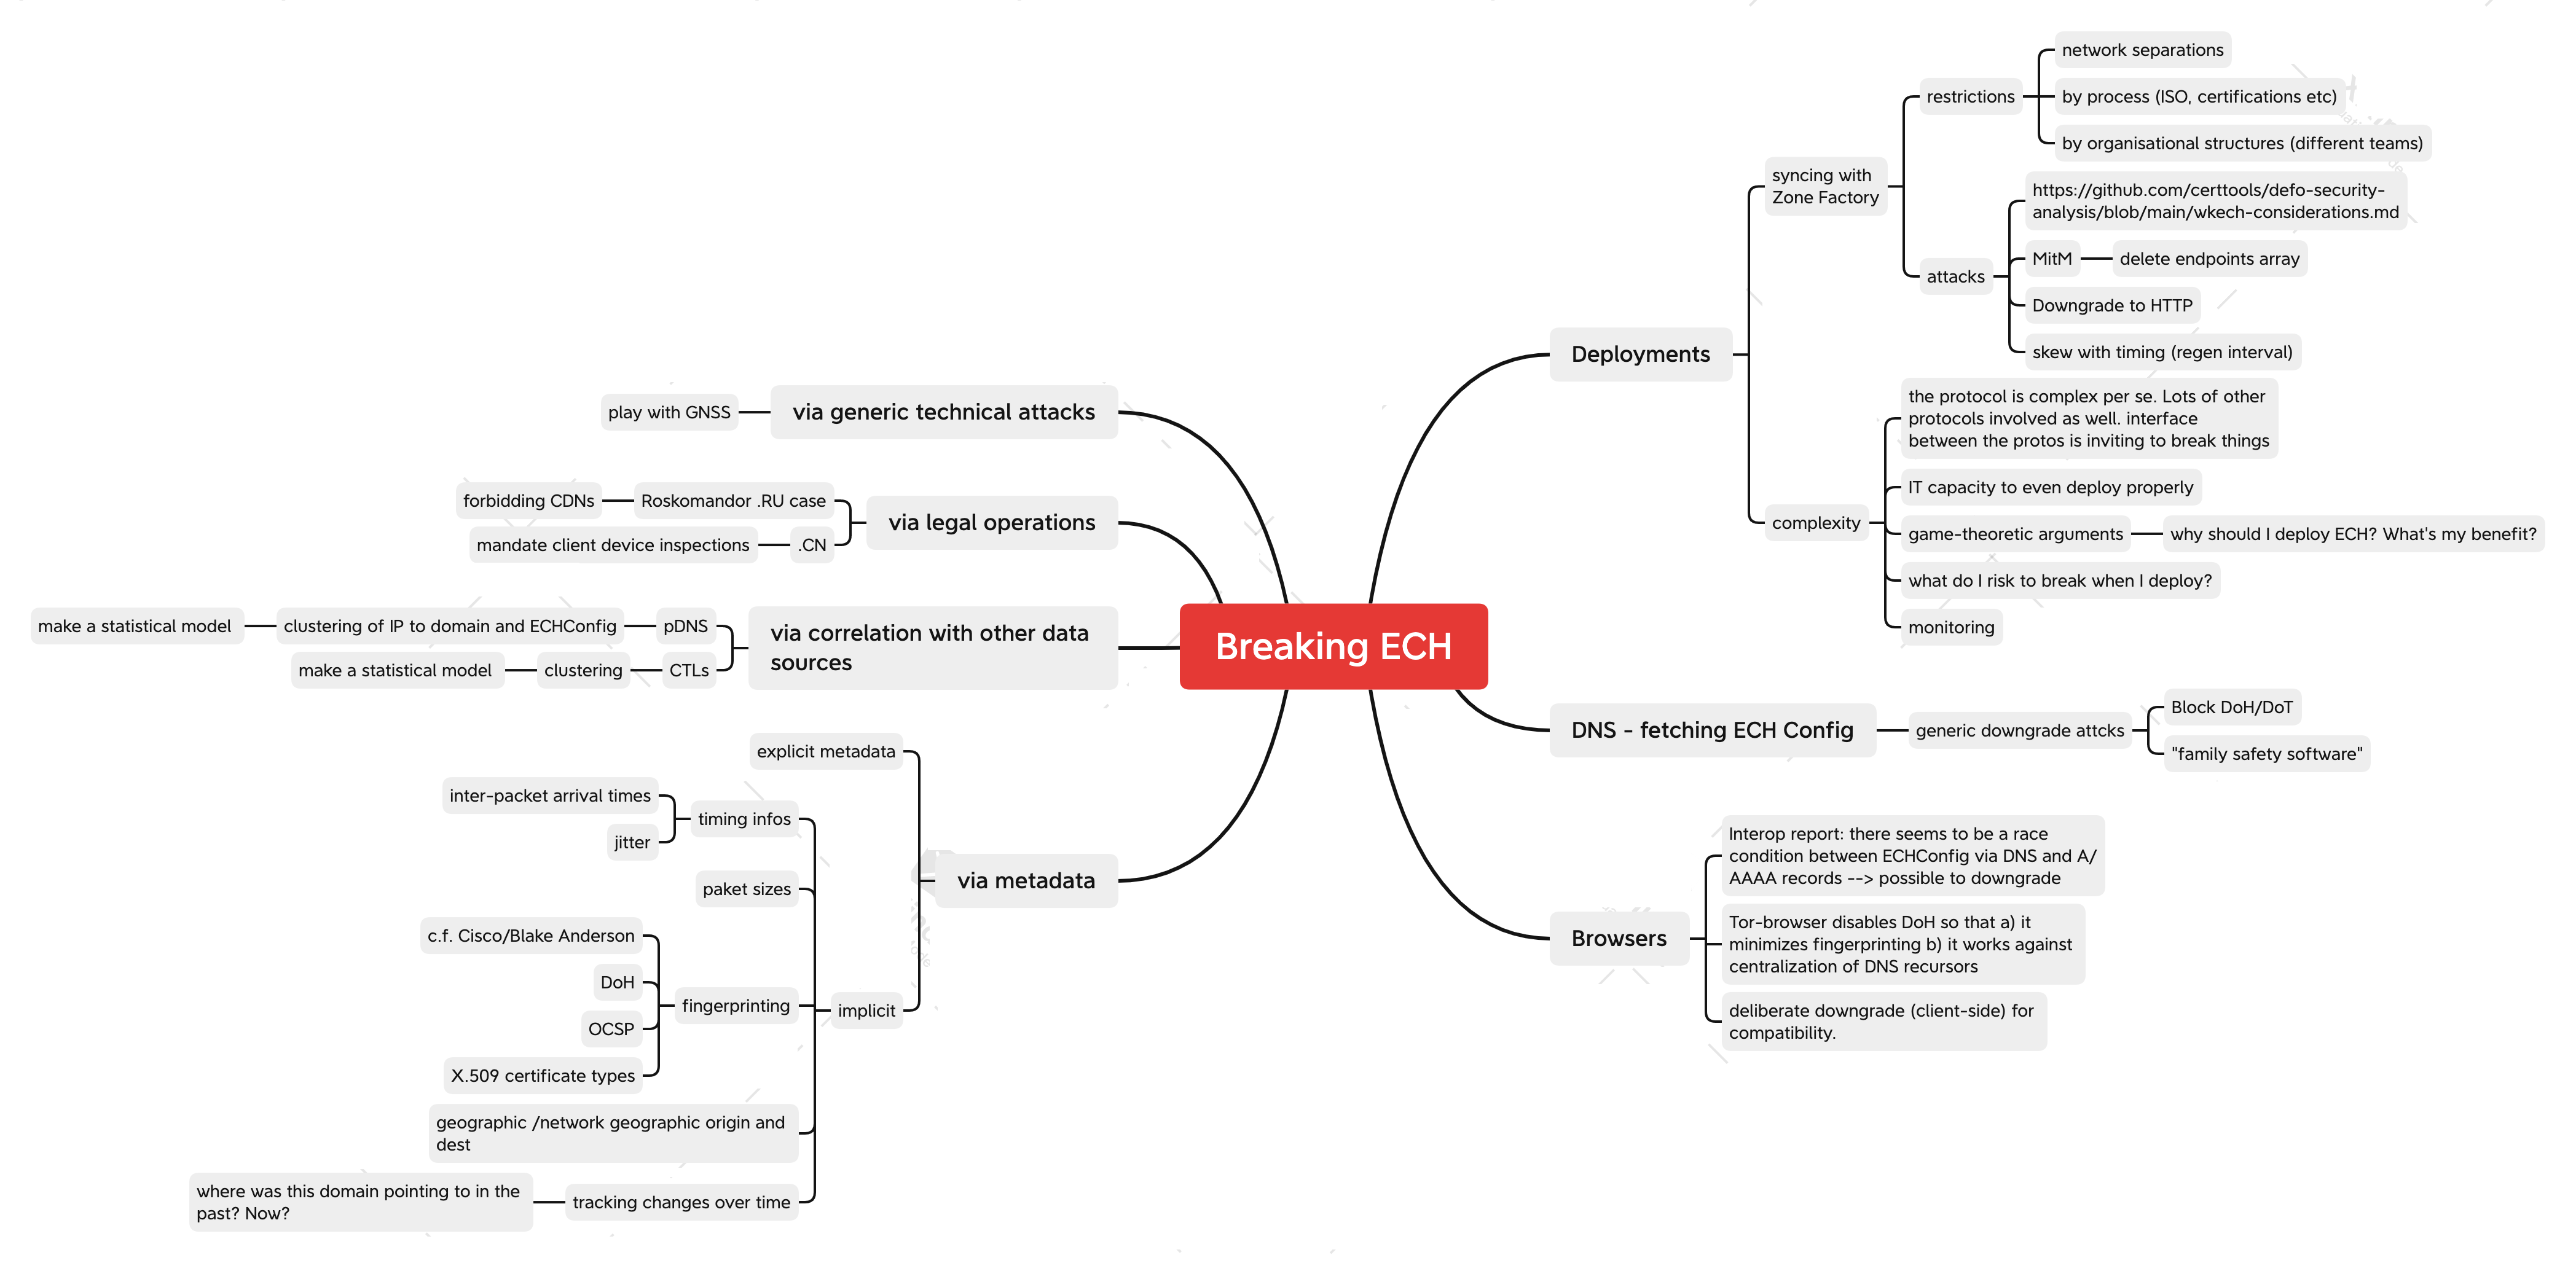 Breaking ECH
Deployments
syncing with
Zone Factory
restrictions
network separations
by process (ISO, certifications etc)
by organisational structures (different teams)
attacks
https://github.com/certtools/defo-security-
analysis/blob/main/wkech-considerations.md
MitM
delete endpoints array
Downgrade to HTTP
skew with timing (regen interval)
complexity
the protocol is complex per se. Lots of other
protocols involved as well. interface
between the protos is inviting to break things
IT capacity to even deploy properly
game-theoretic arguments
why should I deploy ECH? What's my benefit?
what do I risk to break when I deploy?
monitoring
DNS - fetching ECH Config
generic downgrade attcks
Block DoH/DoT
"family safety software"
Browsers
Interop report: there seems to be a race
condition between ECHConfig via DNS and A/
AAAA records --> possible to downgrade
Tor-browser disables DoH so that a) it
minimizes fingerprinting b) it works against
centralization of DNS recursors
deliberate downgrade (client-side) for
compatibility.
via generic technical attacks
play with GNSS
via legal operations
Roskomandor .RU case
forbidding CDNs
.CN
mandate client device inspections
via correlation with other data
sources
pDNS
clustering of IP to domain and ECHConfig
make a statistical model
CTLs
clustering
make a statistical model
via metadata
explicit metadata
implicit
timing infos
inter-packet arrival times
jitter
paket sizes
fingerprinting
c.f. Cisco/Blake Anderson
DoH
OCSP
X.509 certificate types
geographic /network geographic origin and
dest
tracking changes over time
where was this domain pointing to in the
past? Now?